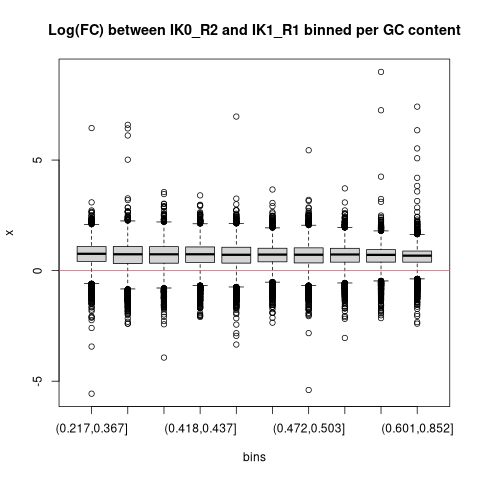 Log(FC) between IK0_R2 and IK1_R1 binned per GC content
x
5
0
-5
(0.217,0.367] (0.418,0.437] (0.472,0.503] (0.601,0.852]
bins